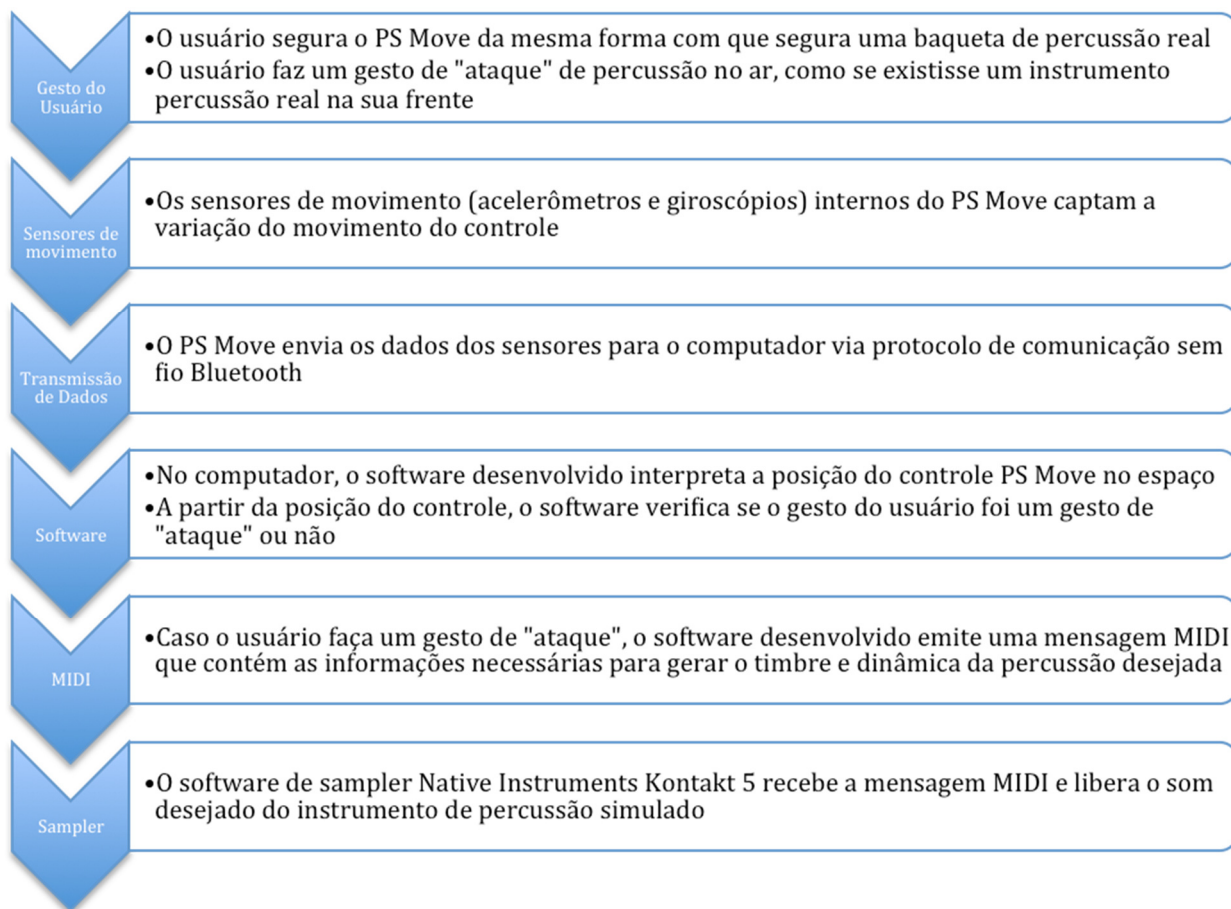 •O usuário segura o PS Move da mesma forma com que segura uma baqueta de percussão real
•O usuário faz um gesto de "ataque" de percussão no ar, como se existisse um instrumento
percussão real na sua frente
Gesto do
Usuário
•Os sensores de movimento (acelerômetros e giroscópios) internos do PS Move captam a
variação do movimento do controle
Sensores de
movimento
•O PS Move envia os dados dos sensores para o computador via protocolo de comunicação sem
fio Bluetooth
Transmissão
de Dados
•No computador, o software desenvolvido interpreta a posição do controle PS Move no espaço
•A partir da posição do controle, o software verifica se o gesto do usuário foi um gesto de
"ataque" ou não
Software
•Caso o usuário faça um gesto de "ataque", o software desenvolvido emite uma mensagem MIDI
que contém as informações necessárias para gerar o timbre e dinâmica da percussão desejada
MIDI
•O software de sampler Native Instruments Kontakt 5 recebe a mensagem MIDI e libera o som
desejado do instrumento de percussão simulado
Sampler